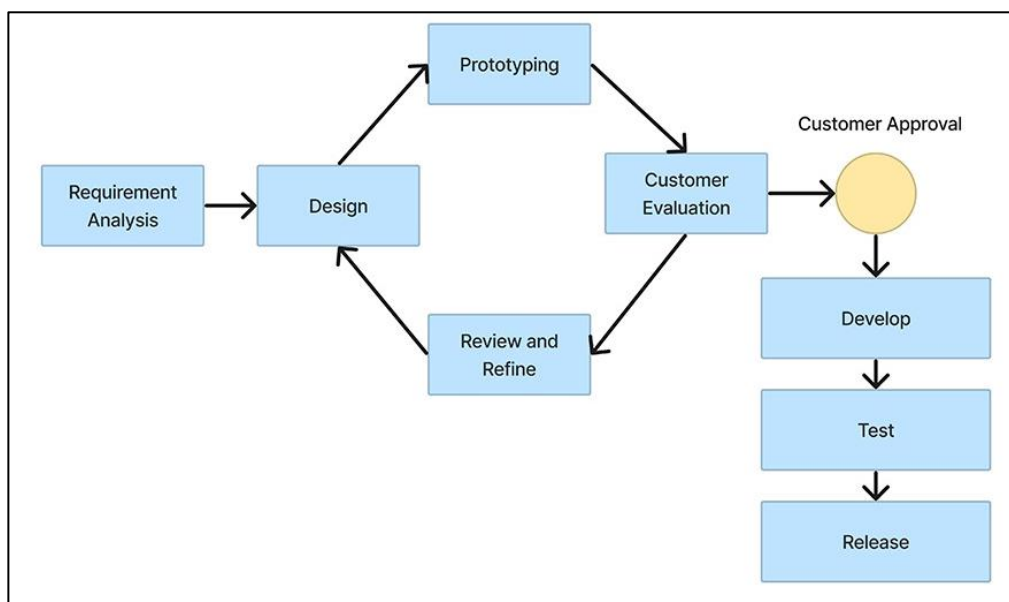 Prototyping
Customer Approval
Requirement
Analysis
Design
Customer
Evaluation
Review and
Refine
Develop
Test
Release